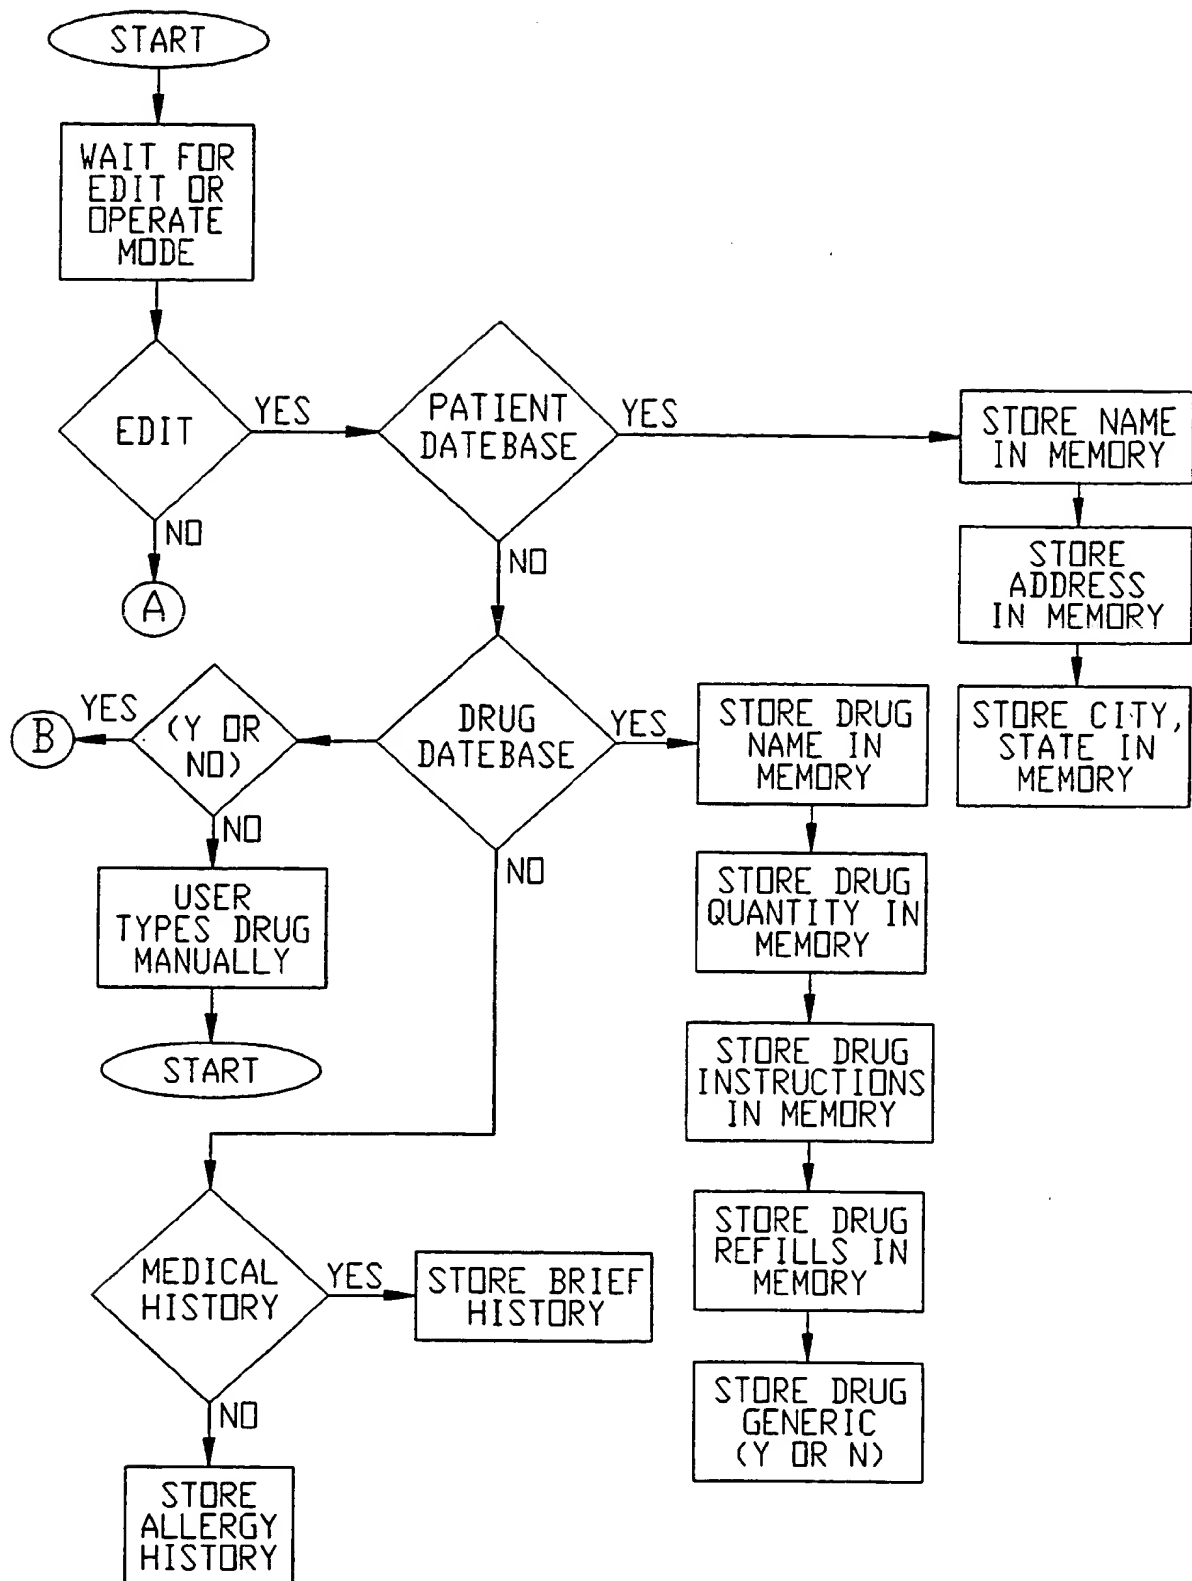 START
WAIT FOR
EDIT OR
OPERATE
MODE
EDIT
YES
NO
A
PATIENT
DATEBASE
YES
NO
STORE NAME
IN MEMORY
STORE
ADDRESS
IN MEMORY
STORE CITY,
STATE IN
MEMORY
DRUG
DATEBASE
YES
NO
(Y OR
NO)
YES
B
NO
USER
TYPES DRUG
MANUALLY
START
STORE DRUG
NAME IN
MEMORY
STORE DRUG
QUANTITY IN
MEMORY
STORE DRUG
INSTRUCTIONS
IN MEMORY
STORE DRUG
REFILLS IN
MEMORY
STORE DRUG
GENERIC
(Y OR N)
MEDICAL
HISTORY
YES
STORE BRIEF
HISTORY
NO
STORE
ALLERGY
HISTORY